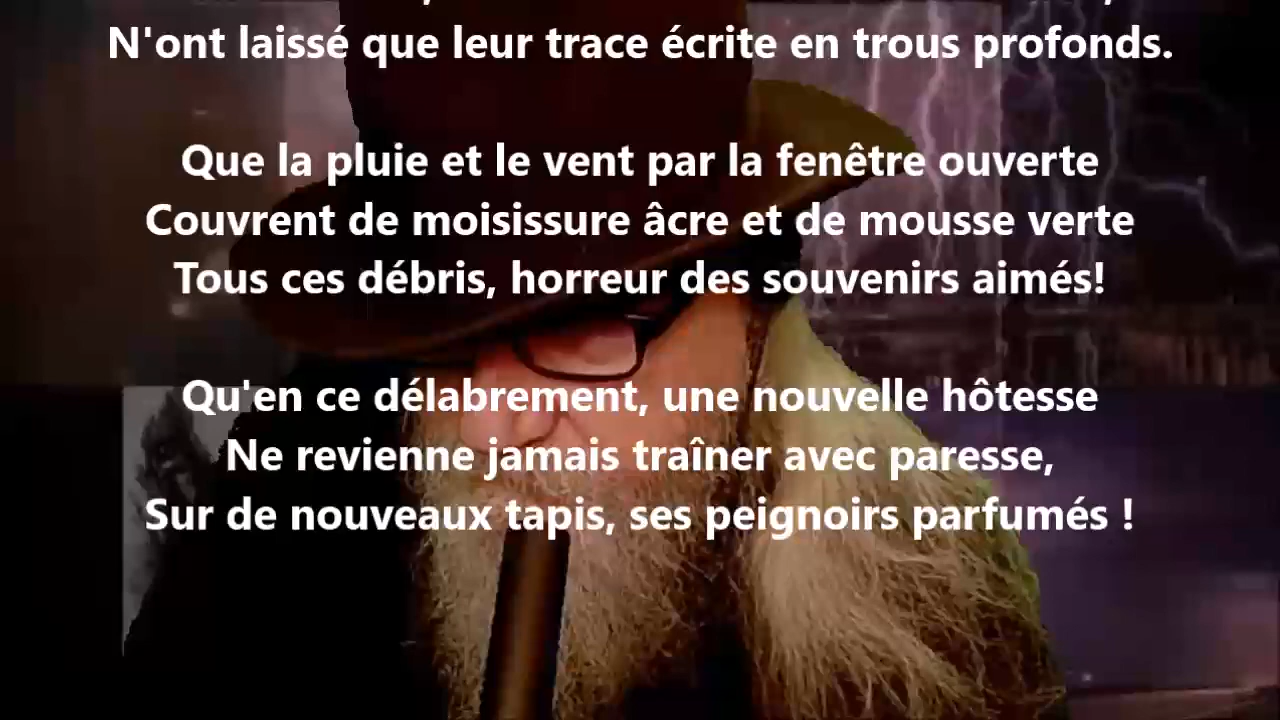 N'ont laissé que leur trace écrite en trous profonds.
Que la pluie et le vent par la fenêtre ouverte
Couvrent de moisissure âcre et de mousse verte
Tous ces débris, horreur des souvenirs aimés!
Qu'en ce délabrement, une nouvelle hôtesse
Ne revienne jamais traîner avec paresse,
Sur de nouveaux tapis, ses peignoirs parfumés !